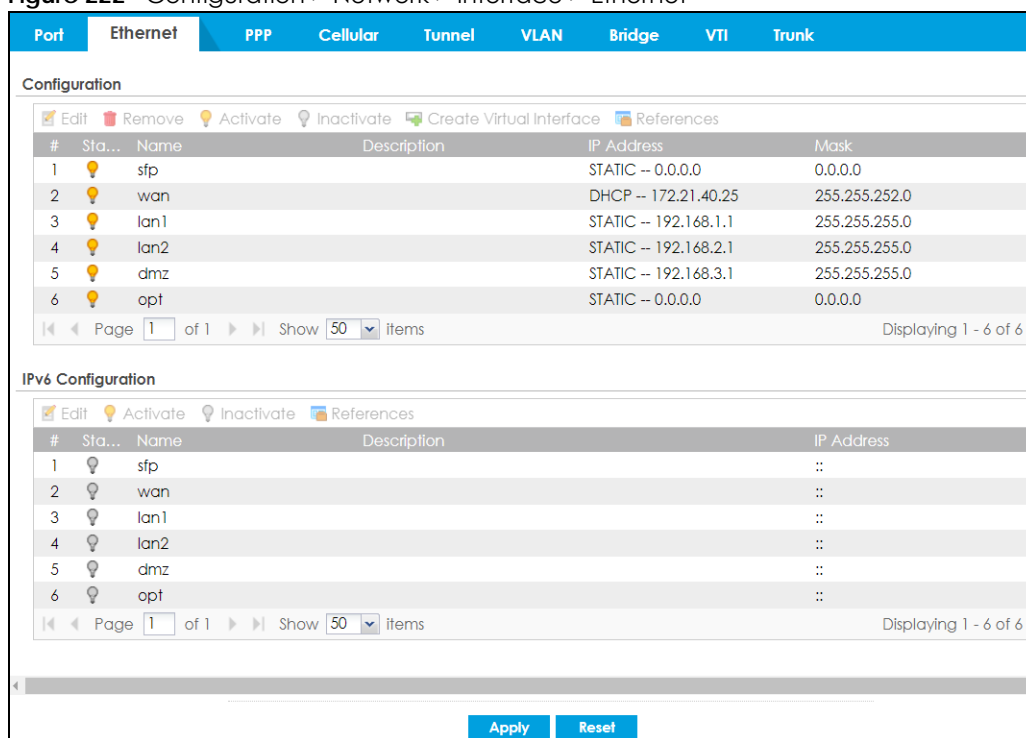 Figure 222 Configuration > Network > Interface > Ethernet
Port Ethernet PPP Cellular Tunnel VLAN Bridge VTI Trunk
Configuration
Edit Remove Activate Inactivate Create Virtual Interface References
# Sta... Name Description IP Address Mask
1 sfp STATIC -- 0.0.0.0 0.0.0.0
2 wan DHCP -- 172.21.40.25 255.255.252.0
3 lan1 STATIC -- 192.168.1.1 255.255.255.0
4 lan2 STATIC -- 192.168.2.1 255.255.255.0
5 dmz STATIC -- 192.168.3.1 255.255.255.0
6 opt STATIC -- 0.0.0.0 0.0.0.0
Page 1 of 1 Show 50 items Displaying 1 - 6 of 6
IPv6 Configuration
Edit Activate Inactivate References
# Sta... Name Description IP Address
1 sfp ::
2 wan ::
3 lan1 ::
4 lan2 ::
5 dmz ::
6 opt ::
Page 1 of 1 Show 50 items Displaying 1 - 6 of 6
Apply Reset